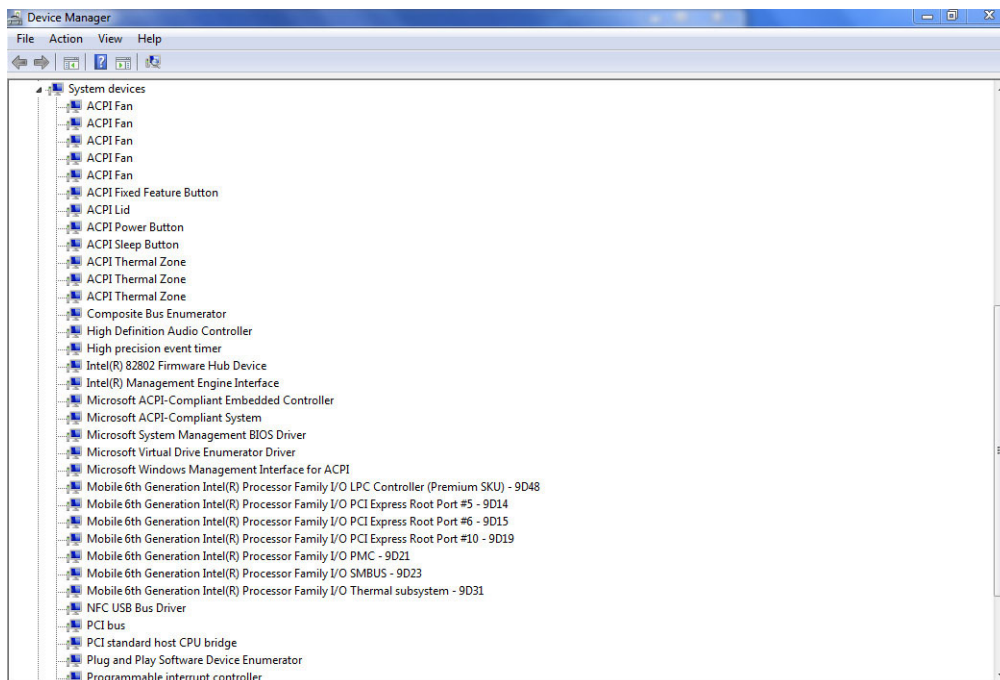 Device Manager
File Action View Help
System devices
ACPI Fan
ACPI Fan
ACPI Fan
ACPI Fan
ACPI Fan
ACPI Fixed Feature Button
ACPI Lid
ACPI Power Button
ACPI Sleep Button
ACPI Thermal Zone
ACPI Thermal Zone
ACPI Thermal Zone
Composite Bus Enumerator
High Definition Audio Controller
High precision event timer
Intel(R) 82802 Firmware Hub Device
Intel(R) Management Engine Interface
Microsoft ACPI-Compliant Embedded Controller
Microsoft ACPI-Compliant System
Microsoft System Management BIOS Driver
Microsoft Virtual Drive Enumerator Driver
Microsoft Windows Management Interface for ACPI
Mobile 6th Generation Intel(R) Processor Family I/O LPC Controller (Premium SKU) - 9D48
Mobile 6th Generation Intel(R) Processor Family I/O PCI Express Root Port #5 - 9D14
Mobile 6th Generation Intel(R) Processor Family I/O PCI Express Root Port #6 - 9D15
Mobile 6th Generation Intel(R) Processor Family I/O PCI Express Root Port #10 - 9D19
Mobile 6th Generation Intel(R) Processor Family I/O PMC - 9D21
Mobile 6th Generation Intel(R) Processor Family I/O SMBUS - 9D23
Mobile 6th Generation Intel(R) Processor Family I/O Thermal subsystem - 9D31
NFC USB Bus Driver
PCI bus
PCI standard host CPU bridge
Plug and Play Software Device Enumerator
Programmable interrupt controller